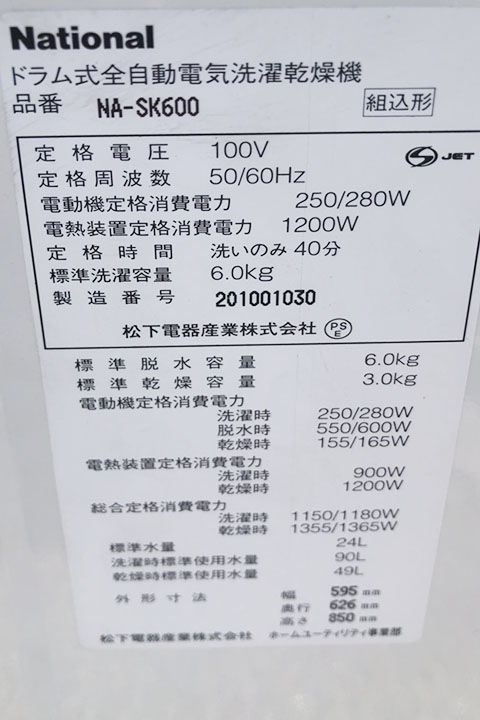 National
ドラム式全自動電気洗濯乾燥機
品番 NA-SK600 組込形
定格電圧 100V JET
定格周波数 50/60Hz
電動機定格消費電力 250/280W
電熱装置定格消費電力 1200W
定格時間 洗いのみ 40分
標準洗濯容量 6.0kg
製造番号 201001030
松下電器産業株式会社 PSE
標準脱水容量 6.0kg
標準乾燥容量 3.0kg
電動機定格消費電力
洗濯時 250/280W
脱水時 550/600W
乾燥時 155/165W
電熱装置定格消費電力
洗濯時 900W
乾燥時 1200W
総合定格消費電力
洗濯時 1150/1180W
乾燥時 1355/1365W
標準水量 24L
洗濯時標準使用水量 90L
乾燥時標準使用水量 49L
外形寸法 幅 595mm
奥行 626mm
高さ 850mm
松下電器産業株式会社 ホームユーティリティ事業部